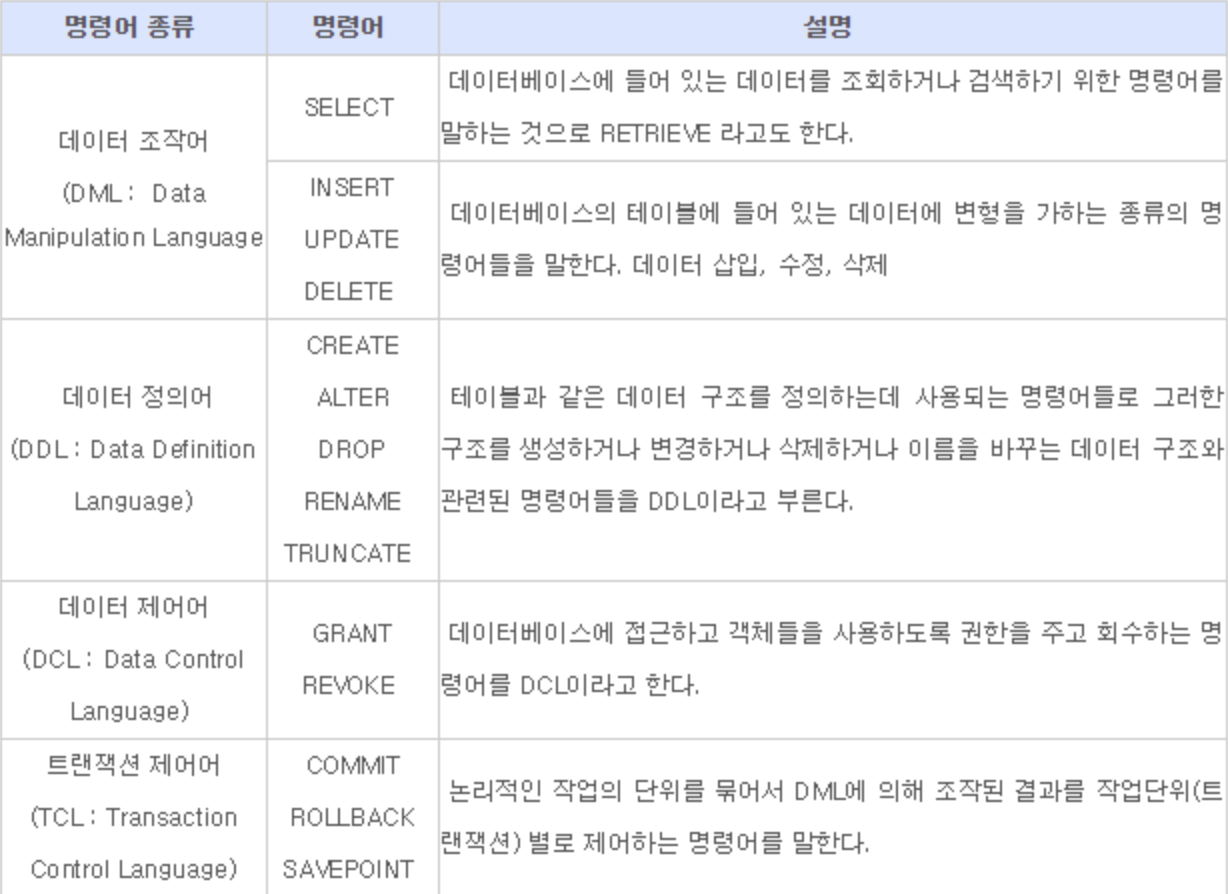 명령어 종류
명령어
설명
데이터 조작어
(DML : Data
Manipulation Language
SELECT
데이터베이스에 들어 있는 데이터를 조회하거나 검색하기 위한 명령어를
말하는 것으로 RETRIEVE 라고도 한다.
INSERT
UPDATE
DELETE
데이터베이스의 테이블에 들어 있는 데이터에 변형을 가하는 종류의 명
령어들을 말한다. 데이터 삽입, 수정, 삭제
데이터 정의어
(DDL : Data Definition
Language)
CREATE
ALTER
DROP
RENAME
TRUNCATE
테이블과 같은 데이터 구조를 정의하는데 사용되는 명령어들로 그러한
구조를 생성하거나 변경하거나 삭제하거나 이름을 바꾸는 데이터 구조와
관련된 명령어들을 DDL이라고 부른다.
데이터 제어어
(DCL : Data Control
Language)
GRANT
REVOKE
데이터베이스에 접근하고 객체들을 사용하도록 권한을 주고 회수하는 명
령어를 DCL이라고 한다.
트랜잭션 제어어
(TCL : Transaction
Control Language)
COMMIT
ROLLBACK
SAVEPOINT
논리적인 작업의 단위를 묶어서 DML에 의해 조작된 결과를 작업단위(트
랜잭션) 별로 제어하는 명령어를 말한다.